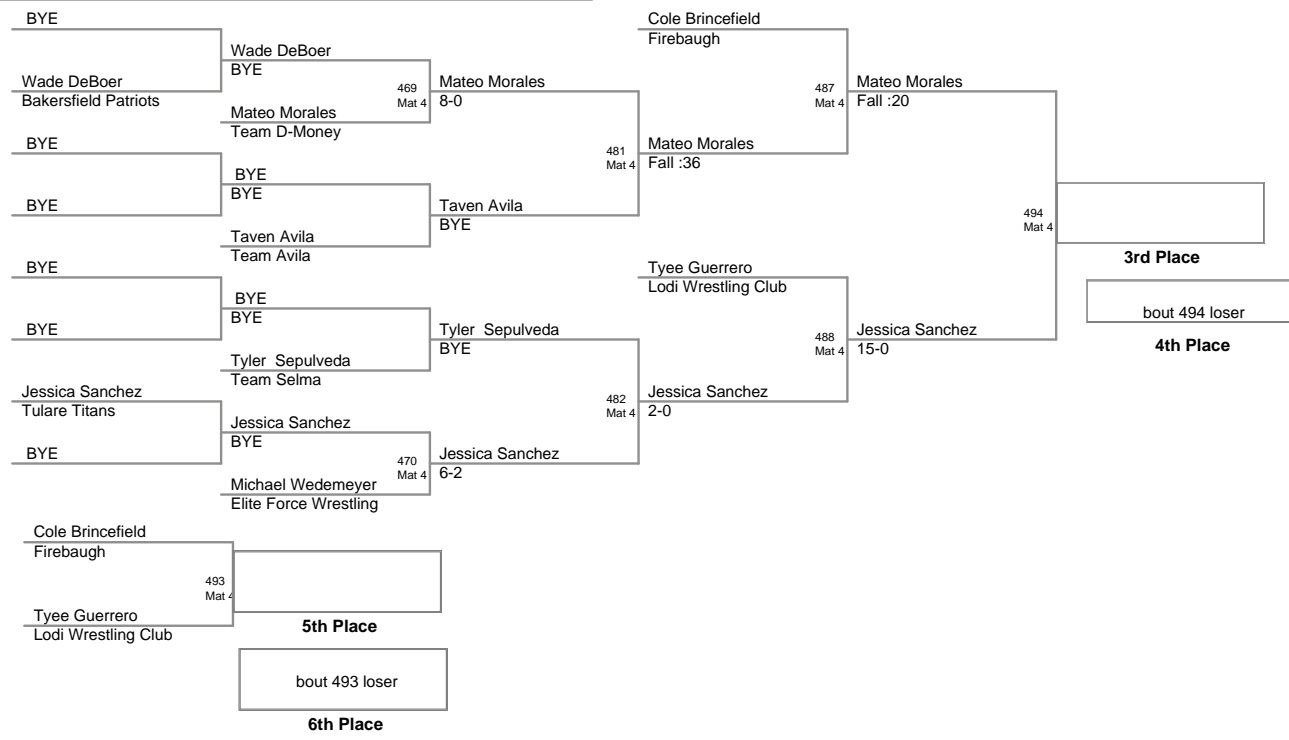 BYE
Wade DeBoer
Bakersfield Patriots
BYE
BYE
BYE
BYE
Jessica Sanchez
Tulare Titans
BYE
Wade DeBoer
BYE
469
Mat 4
Mateo Morales
Team D-Money
BYE
BYE
Taven Avila
Team Avila
BYE
BYE
Tyler Sepulveda
Team Selma
Jessica Sanchez
BYE
470
Mat 4
Michael Wedemeyer
Elite Force Wrestling
Mateo Morales
8-0
481
Mat 4
Taven Avila
BYE
Tyler Sepulveda
BYE
482
Mat 4
Jessica Sanchez
6-2
Cole Brincefield
Firebaugh
487
Mat 4
Mateo Morales
Fall :36
Tyee Guerrero
Lodi Wrestling Club
488
Mat 4
Jessica Sanchez
2-0
Mateo Morales
Fall :20
494
Mat 4
Jessica Sanchez
15-0
3rd Place
bout 494 loser
4th Place
Cole Brincefield
Firebaugh
493
Mat 4
Tyee Guerrero
Lodi Wrestling Club
5th Place
bout 493 loser
6th Place